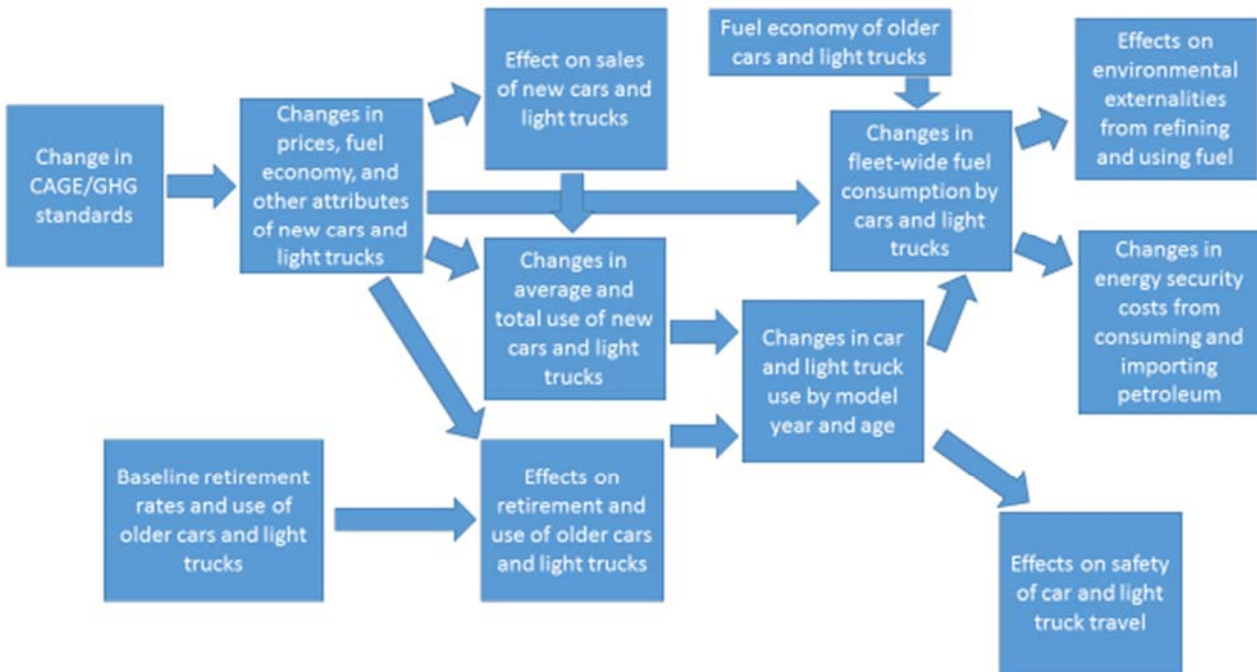 Change in
CAGE/GHG
standards
Changes in
prices, fuel
economy, and
other attributes
of new cars and
light trucks
Effect on sales
of new cars and
light trucks
Fuel economy of older
cars and light trucks
Changes in
fleet-wide fuel
consumption by
cars and light
trucks
Effects on
environmental
externalities
from refining
and using fuel
Changes in
average and
total use of new
cars and light
trucks
Changes in car
and light truck
use by model
year and age
Changes in
energy security
costs from
consuming and
importing
petroleum
Baseline retirement
rates and use of
older cars and light
trucks
Effects on
retirement and
use of older cars
and light trucks
Effects on safety
of car and light
truck travel